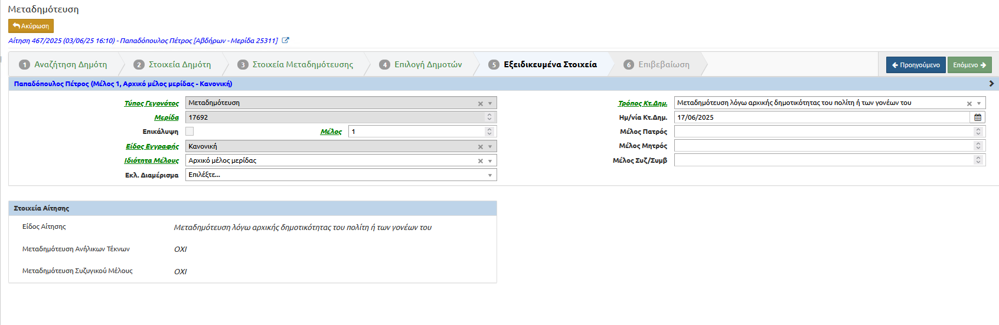 Μεταδημότευση
Ακύρωση
Αίτηση 467/2025 (03/06/25 16:10) - Παπαδόπουλος Πέτρος [Αβδήρων - Μερίδα 25311]
1 Αναζήτηση Δημότη 2 Στοιχεία Δημότη 3 Στοιχεία Μεταδημότευσης 4 Επιλογή Δημοτών 5 Εξειδικευμένα Στοιχεία 6 Επιβεβαίωση Προηγούμενο Επόμενο
Παπαδόπουλος Πέτρος (Μέλος 1, Αρχικό μέλος μερίδας - Κανονική)
Τύπος Γεγονότος Μεταδημότευση
Μερίδα 17692
Επικάλυψη Μέλος 1
Είδος Εγγραφής Κανονική
Ιδιότητα Μέλους Αρχικό μέλος μερίδας
Εκλ. Διαμέρισμα Επιλέξτε...
Τρόπος Κτ.Δημ. Μεταδημότευση λόγω αρχικής δημοτικότητας του πολίτη ή των γονέων του
Ημ/νία Κτ.Δημ. 17/06/2025
Μέλος Πατρός
Μέλος Μητρός
Μέλος Συζ/Συμβ
Στοιχεία Αίτησης
Είδος Αίτησης Μεταδημότευση λόγω αρχικής δημοτικότητας του πολίτη ή των γονέων του
Μεταδημότευση Ανήλικων Τέκνων ΟΧΙ
Μεταδημότευση Συζυγικού Μέλους ΟΧΙ